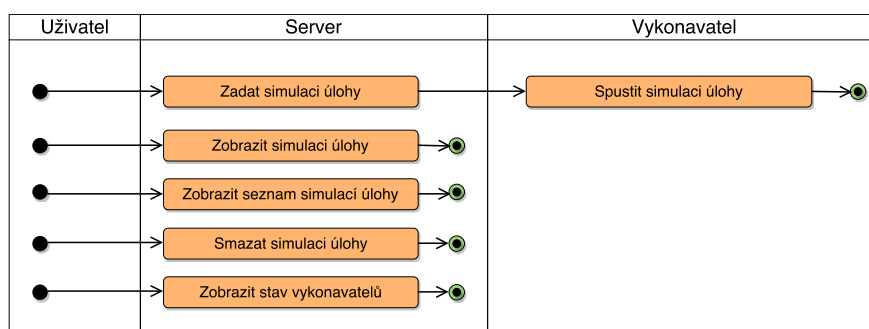 Uživatel
Server
Vykonavatel
Zadat simulaci úlohy
Spustit simulaci úlohy
Zobrazit simulaci úlohy
Zobrazit seznam simulací úlohy
Smazat simulaci úlohy
Zobrazit stav vykonavatelů